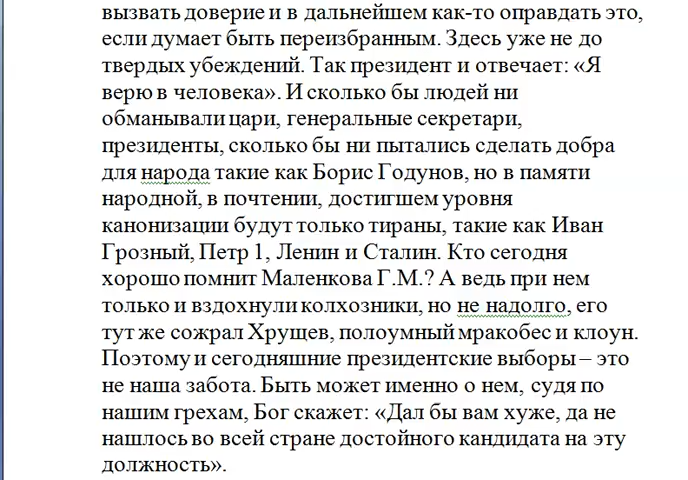 вызвать доверие и в дальнейшем как-то оправдать это,
если думает быть переизбранным. Здесь уже не до
твердых убеждений. Так президент и отвечает: «Я
верю в человека». И сколько бы людей ни
обманывали цари, генеральные секретари,
президенты, сколько бы ни пытались сделать добра
для народа такие как Борис Годунов, но в памяти
народной, в почтении, достигшем уровня
канонизации будут только тираны, такие как Иван
Грозный, Петр 1, Ленин и Сталин. Кто сегодня
хорошо помнит Маленкова Г.М.? А ведь при нем
только и вздохнули колхозники, но не надолго, его
тут же сожрал Хрущев, полоумный мракобес и клоун.
Поэтому и сегодняшние президентские выборы – это
не наша забота. Быть может именно о нем, судя по
нашим грехам, Бог скажет: «Дал бы вам хуже, да не
нашлось во всей стране достойного кандидата на эту
должность».